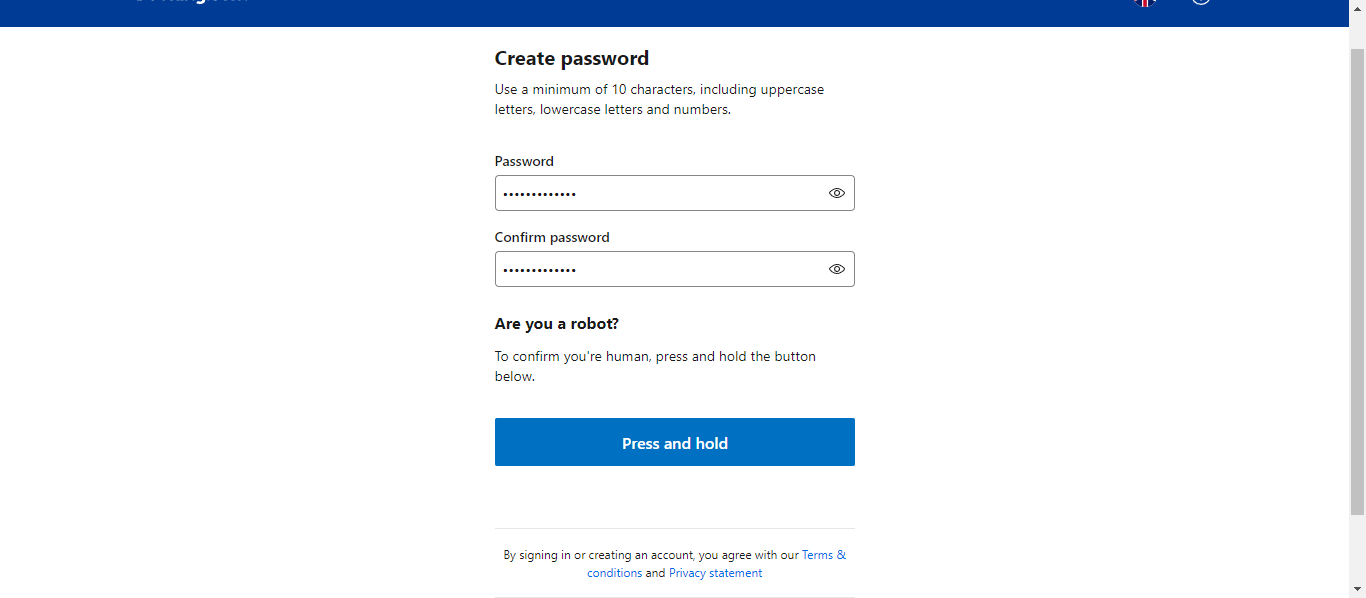 Create password
Use a minimum of 10 characters, including uppercase
letters, lowercase letters and numbers.
Password
•••••••••••••
Confirm password
•••••••••••••
Are you a robot?
To confirm you're human, press and hold the button
below.
Press and hold
By signing in or creating an account, you agree with our Terms &
conditions and Privacy statement